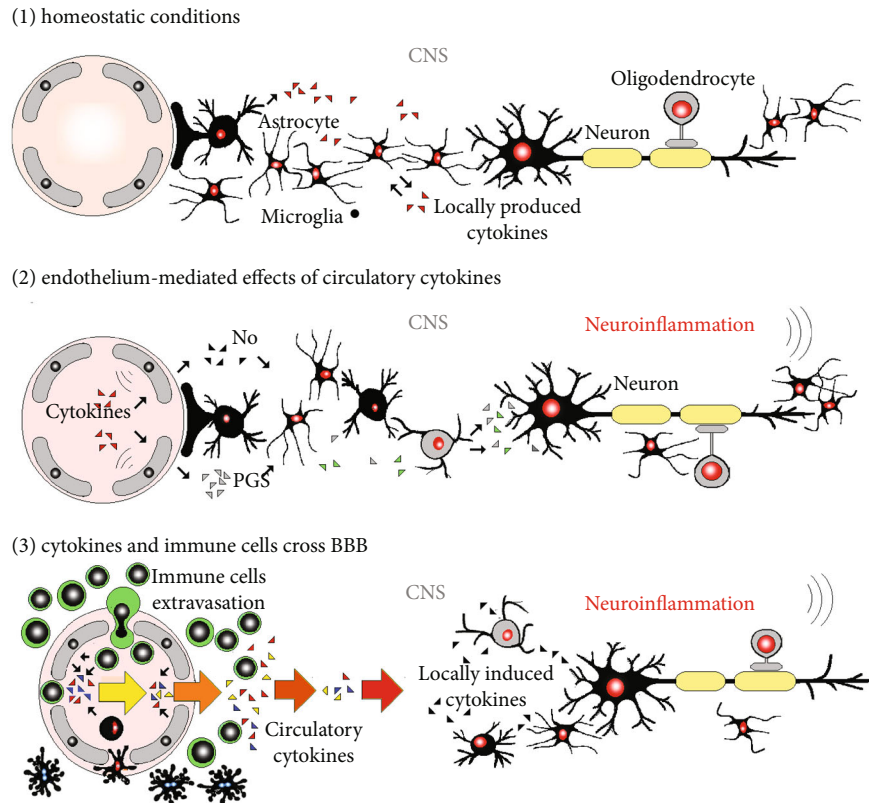 (1) homeostatic conditions
CNS
Oligodendrocyte
Astrocyte
Neuron
Microglia
Locally produced
cytokines
(2) endothelium-mediated effects of circulatory cytokines
No
CNS
Neuroinflammation
Cytokines
Neuron
PGS
(3) cytokines and immune cells cross BBB
Immune cells
extravasation
CNS
Neuroinflammation
Locally induced
cytokines
Circulatory
cytokines